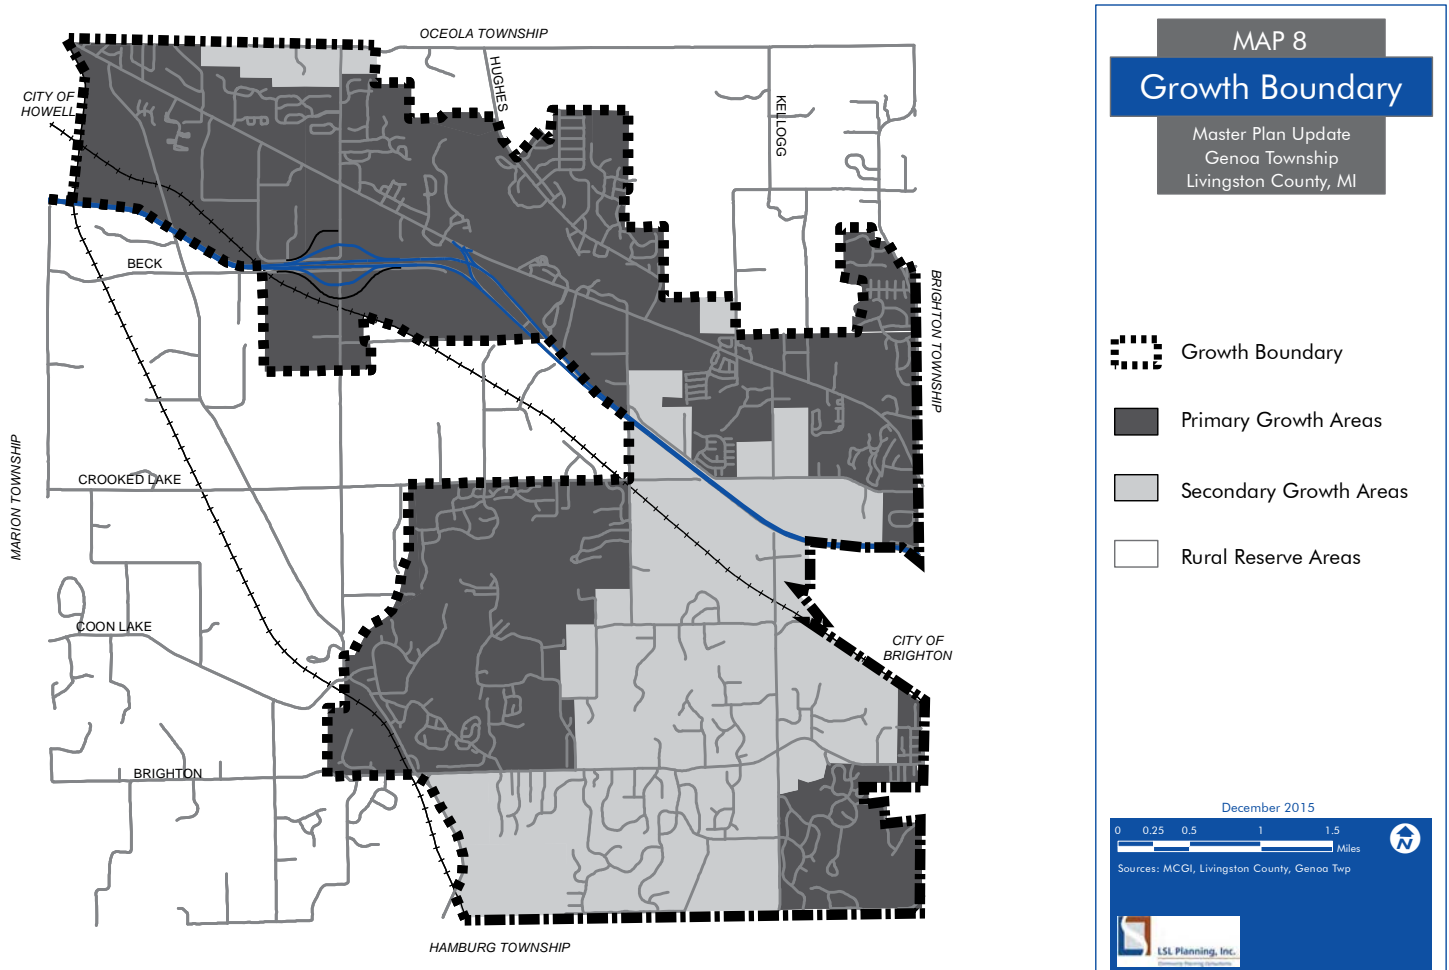 OCEOLA TOWNSHIP
CITY OF
HOWELL
HUGHES
KELLOGG
BECK
BRIGHTON TOWNSHIP
MARION TOWNSHIP
CROOKED LAKE
COON LAKE
CITY OF
BRIGHTON
BRIGHTON
HAMBURG TOWNSHIP
MAP 8
Growth Boundary
Master Plan Update
Genoa Township
Livingston County, MI
Growth Boundary
Primary Growth Areas
Secondary Growth Areas
Rural Reserve Areas
December 2015
0 0.25 0.5 1 1.5
Miles
N
Sources: MCGI, Livingston County, Genoa Twp
LSL Planning, Inc.
Community Planning Consultants